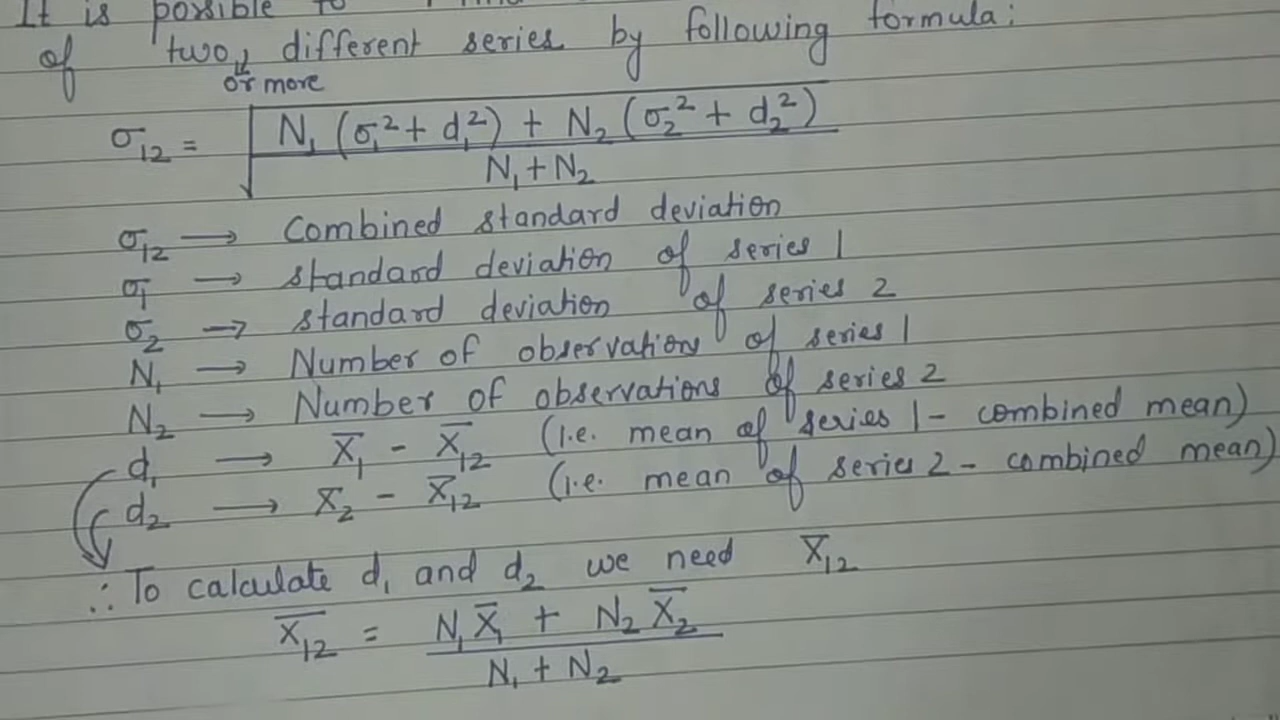 It is possible to
of two, different series by following formula:
or more
σ₁₂ = √ N₁ (σ₁² + d₁²) + N₂ (σ₂² + d₂²)
N₁ + N₂
σ₁₂ → Combined standard deviation
σ₁ → standard deviation of series 1
σ₂ → standard deviation of series 2
N₁ → Number of observations of series 1
N₂ → Number of observations of series 2
d₁ → X̅₁ - X̅₁₂ (i.e. mean of series 1 - combined mean)
d₂ → X̅₂ - X̅₁₂ (i.e. mean of series 2 - combined mean)
∴ To calculate d₁ and d₂ we need X̅₁₂
X̅₁₂ = N₁X̅₁ + N₂X̅₂
N₁ + N₂